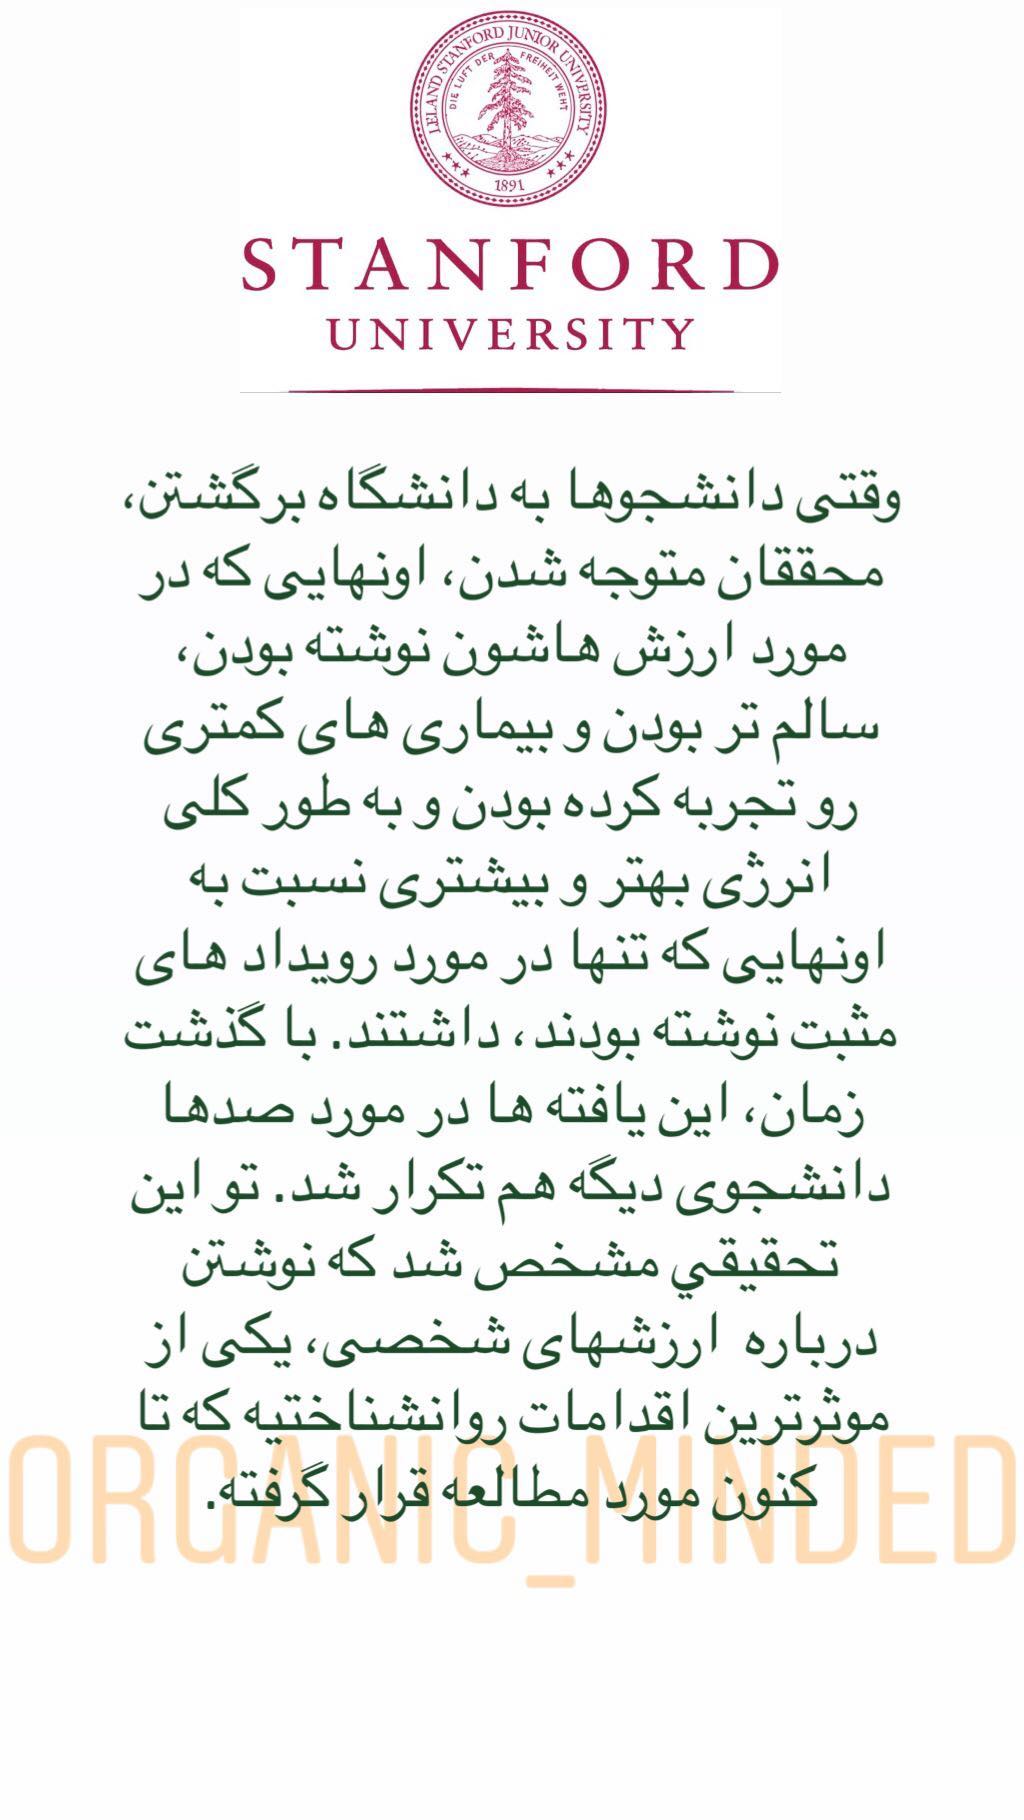 LELAND STANFORD JUNIOR UNIVERSITY
DIE LUFT DER FREIHEIT WEHT
1891
STANFORD
UNIVERSITY
وقتی دانشجوها به دانشگاه برگشتن،
محققان متوجه شدن، اونهایی که در
مورد ارزش هاشون نوشته بودن،
سالم تر بودن و بیماری های کمتری
رو تجربه کرده بودن و به طور کلی
انرژی بهتر و بیشتری نسبت به
اونهایی که تنها در مورد رویداد های
مثبت نوشته بودند، داشتند. با گذشت
زمان، این یافته ها در مورد صدها
دانشجوی دیگه هم تکرار شد. تو این
تحقيقي مشخص شد که نوشتن
درباره ارزشهای شخصی، یکی از
موثرترین اقدامات روانشناختیه که تا
کنون مورد مطالعه قرار گرفته.
ORGANIC_MINDED